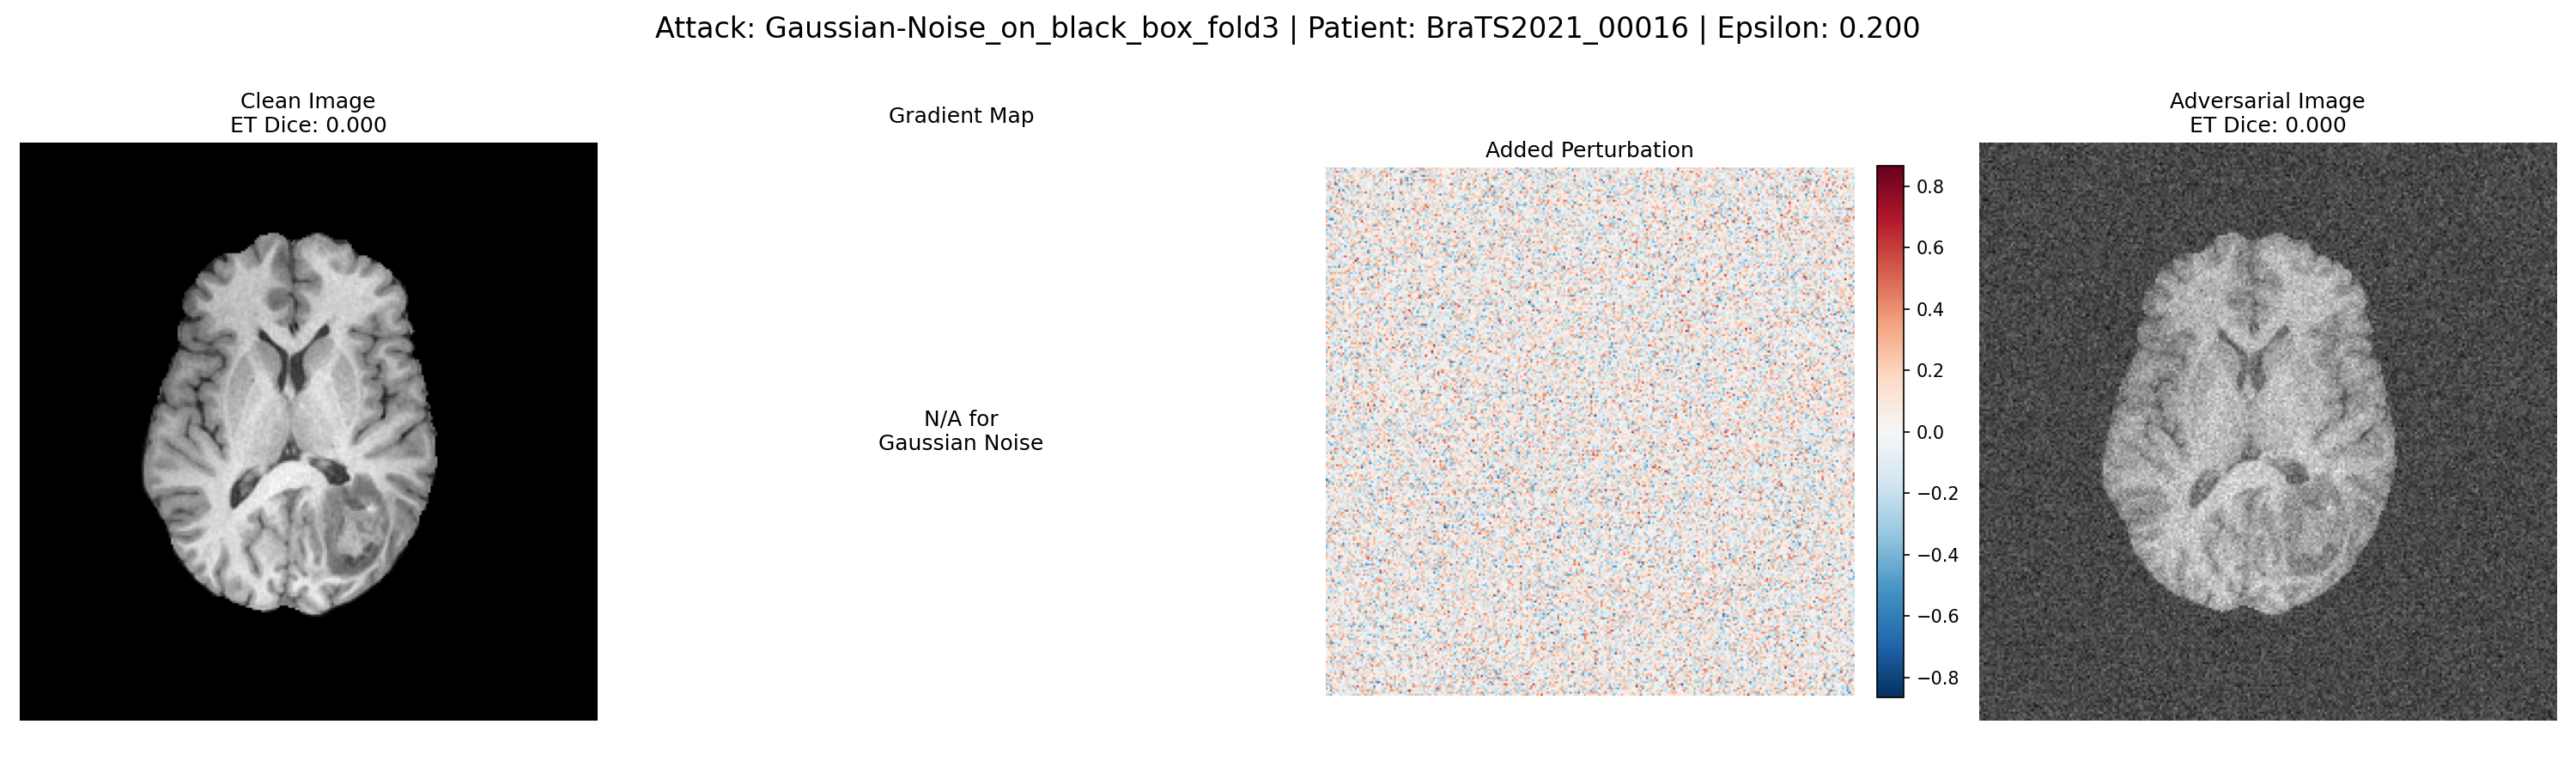 Attack: Gaussian-Noise_on_black_box_fold3 | Patient: BraTS2021_00016 | Epsilon: 0.200
Clean Image
ET Dice: 0.000
Gradient Map
N/A for
Gaussian Noise
Added Perturbation
0.8
0.6
0.4
0.2
0.0
−0.2
−0.4
−0.6
−0.8
Adversarial Image
ET Dice: 0.000